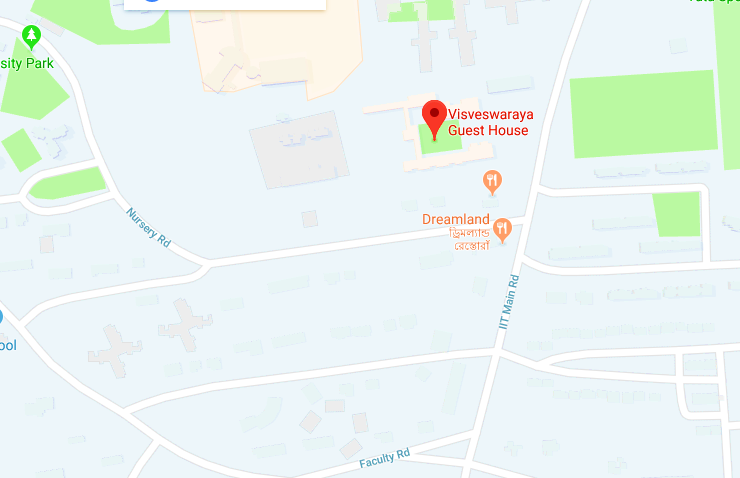 sity Park
Visveswaraya
Guest House
Nursery Rd
Dreamland
ড্রিমল্যান্ড
রেস্তোরাঁ
IIT Main Rd
ool
Faculty Rd